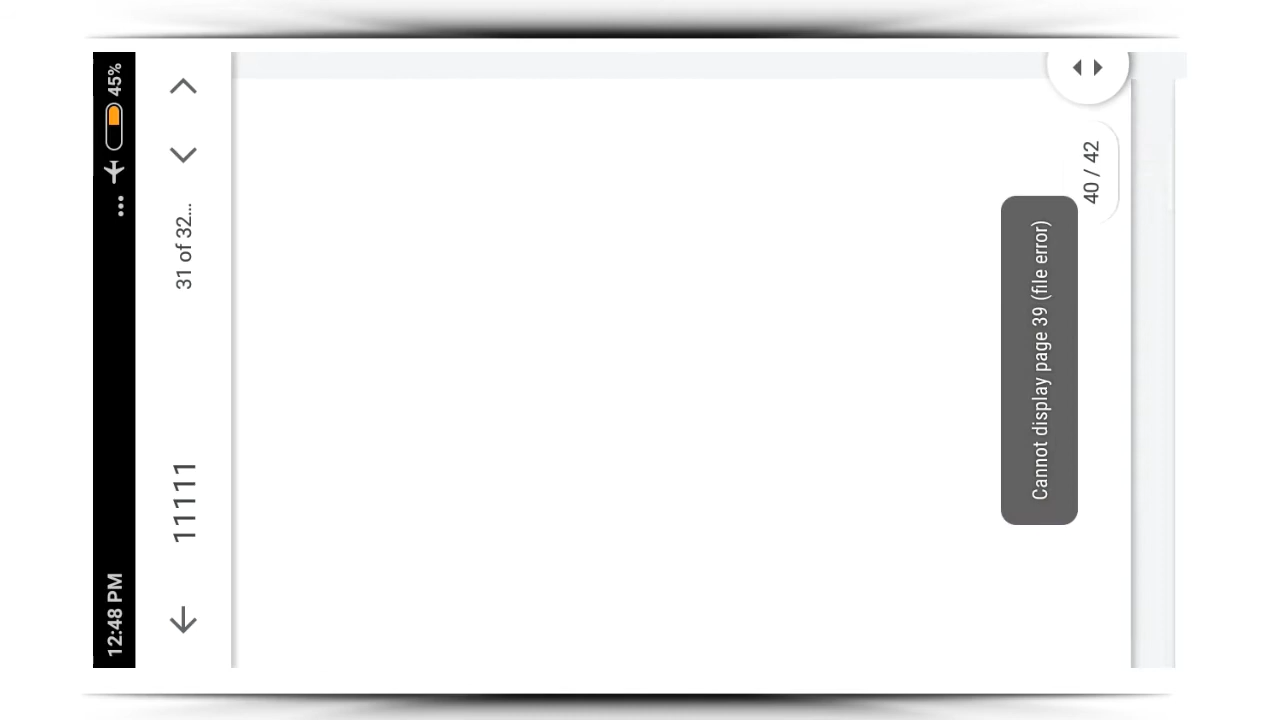 12:48 PM ... 45%
11111 31 of 32...
40 / 42
Cannot display page 39 (file error)